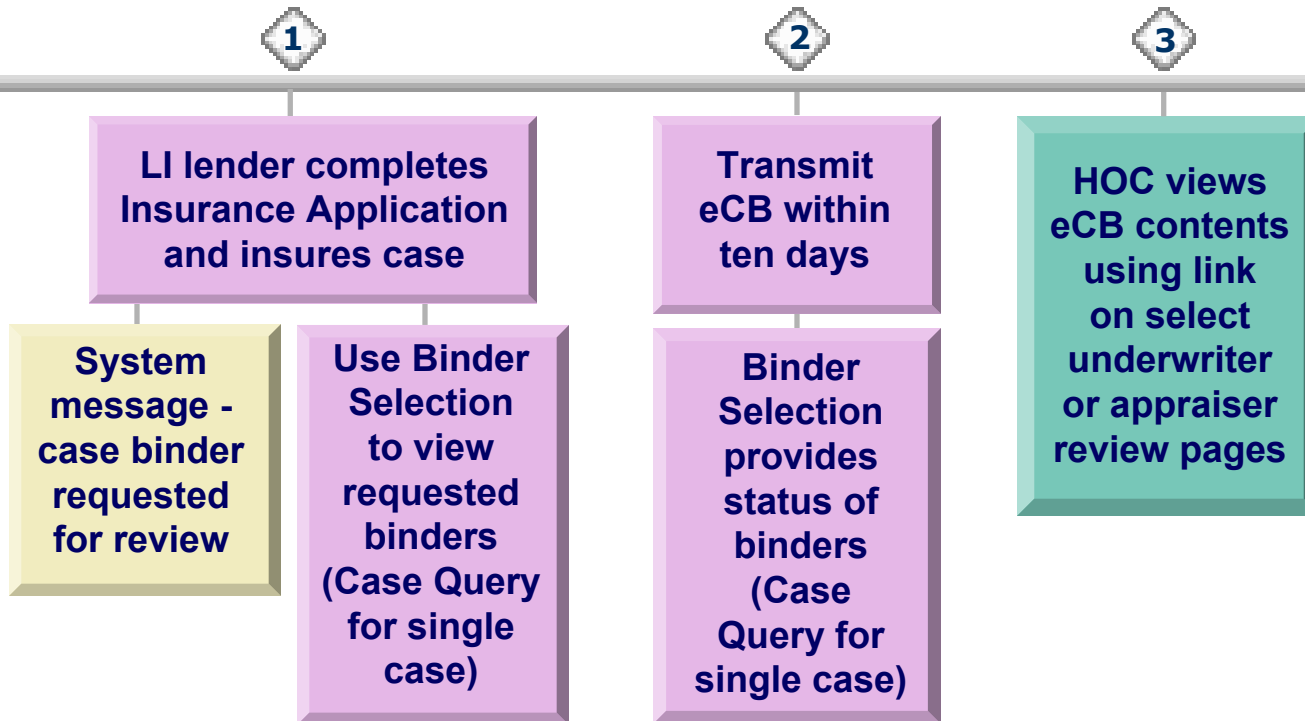 1
2
3
LI lender completes
Insurance Application
and insures case
System
message -
case binder
requested
for review
Use Binder
Selection
to view
requested
binders
(Case Query
for single
case)
Transmit
eCB within
ten days
Binder
Selection
provides
status of
binders
(Case
Query for
single case)
HOC views
eCB contents
using link
on select
underwriter
or appraiser
review pages